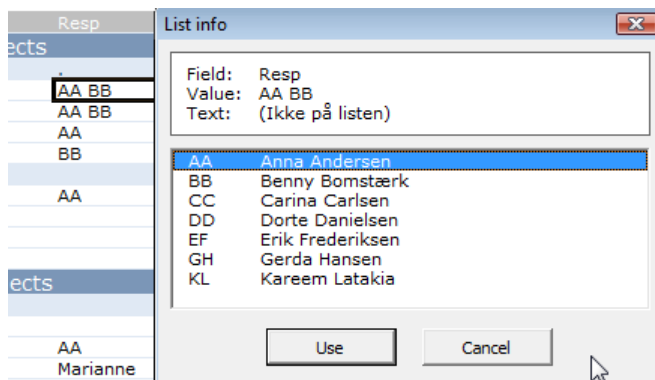 Resp
ects
AA BB
AA BB
AA
BB
AA
ects
AA
Marianne
List info
Field: Resp
Value: AA BB
Text: (Ikke på listen)
AA Anna Andersen
BB Benny Bomstærk
CC Carina Carlsen
DD Dorte Danielsen
EF Erik Frederiksen
GH Gerda Hansen
KL Kareem Latakia
Use Cancel